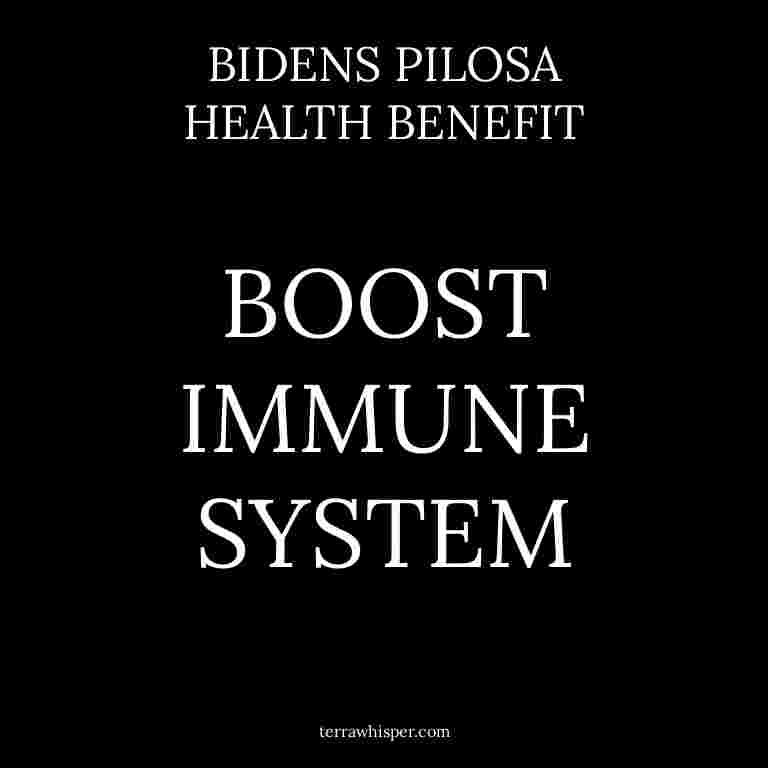 BIDENS PILOSA
HEALTH BENEFIT
BOOST
IMMUNE
SYSTEM
terrawhisper.com